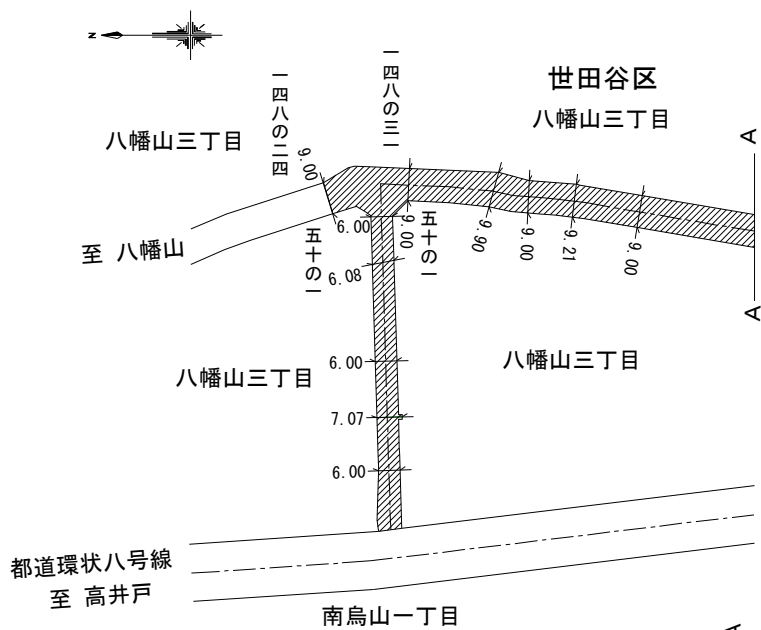 N
世田谷区
八幡山三丁目
八幡山三丁目
一四八の二四
一四八の三一
A
9.00
至 八幡山
6.00
9.00
五十の一
五十の一
9.90
9.00
9.21
9.00
6.08
A
八幡山三丁目
6.00
八幡山三丁目
7.07
6.00
都道環状八号線
至 高井戸
南烏山一丁目
A